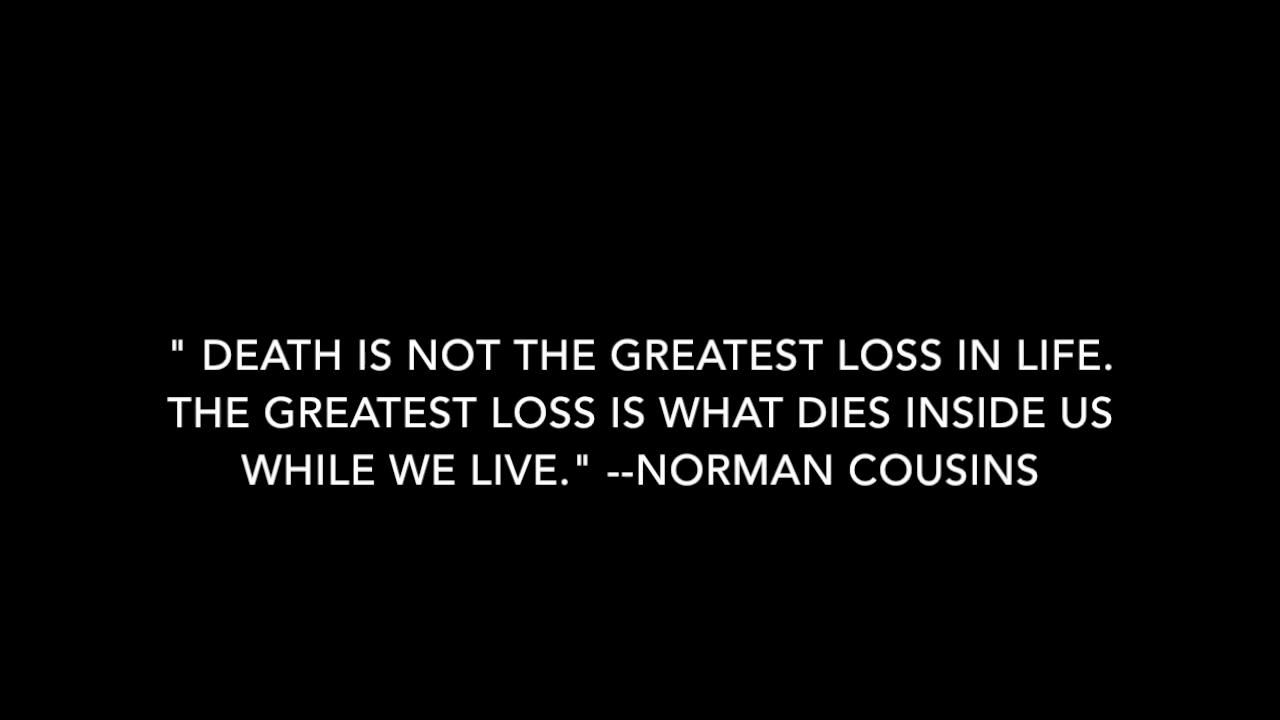 " DEATH IS NOT THE GREATEST LOSS IN LIFE.
THE GREATEST LOSS IS WHAT DIES INSIDE US
WHILE WE LIVE." --NORMAN COUSINS